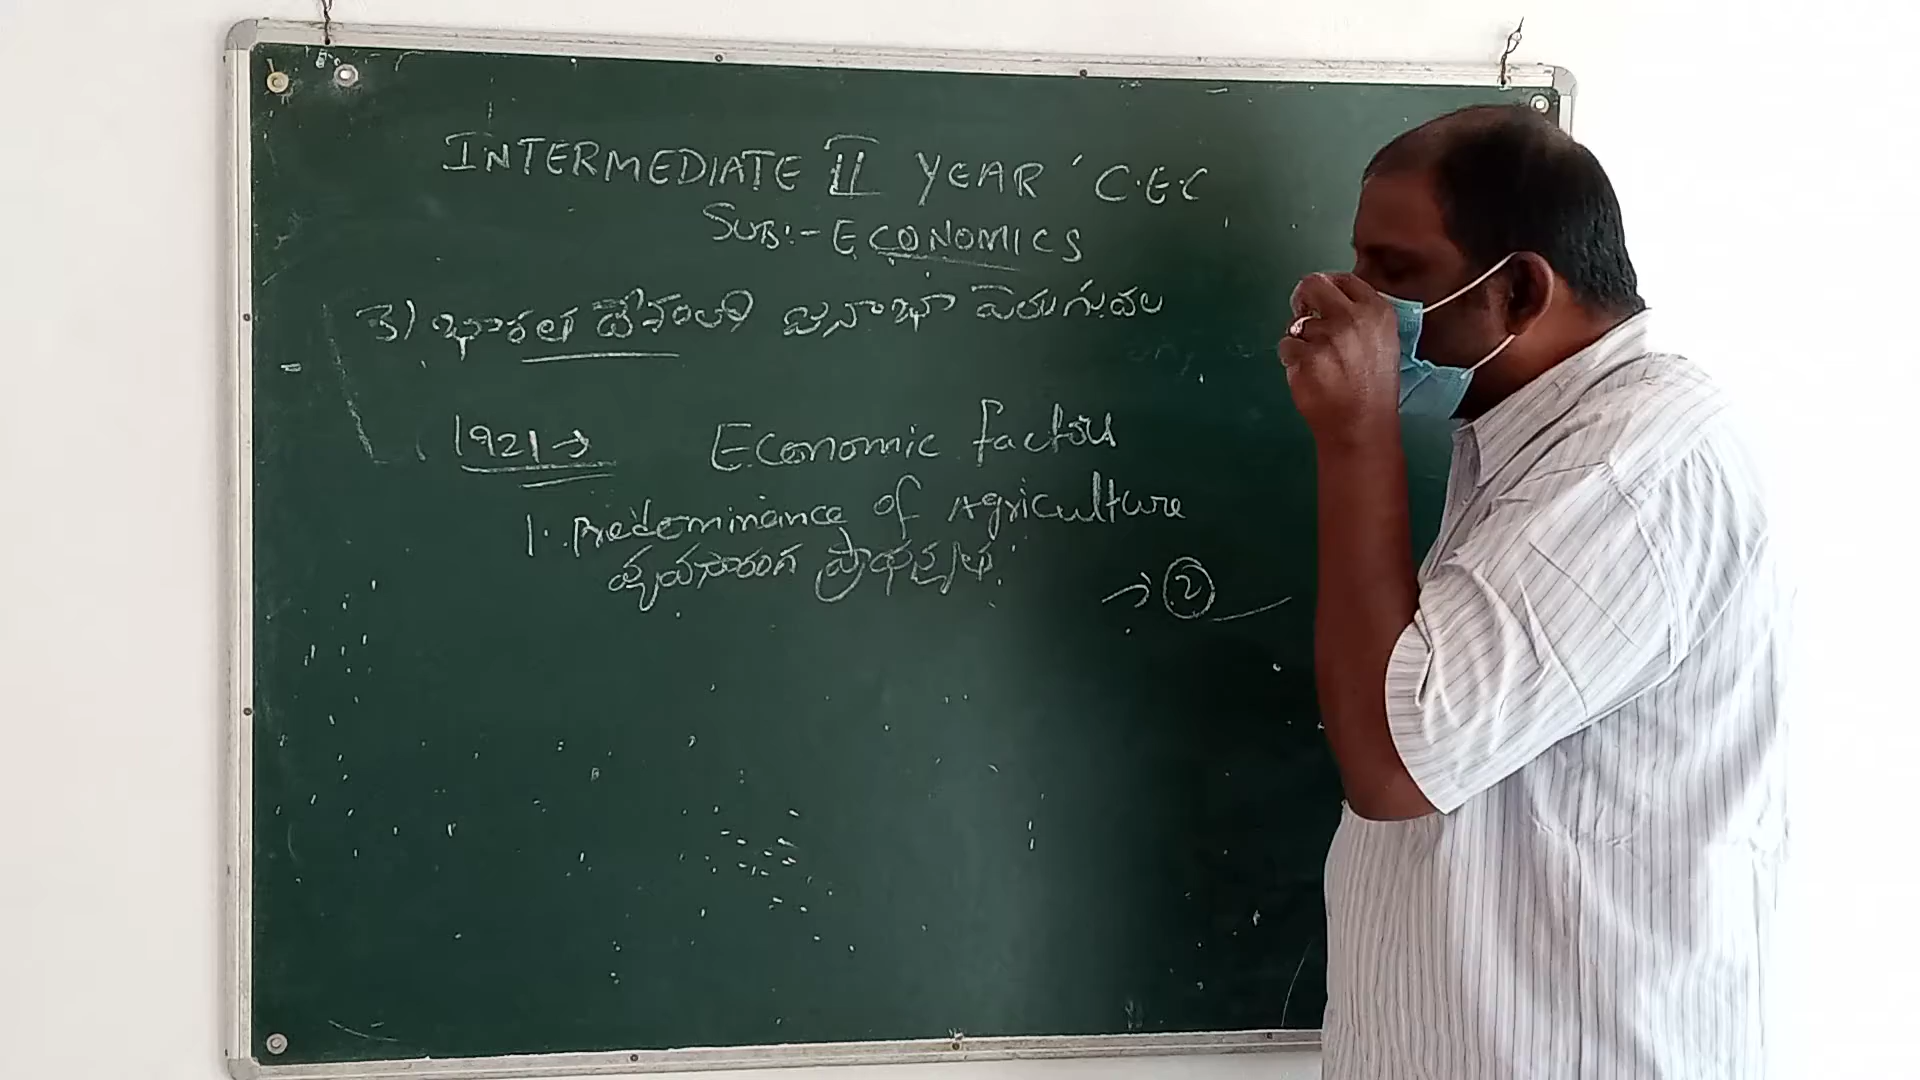 INTERMEDIATE II YEAR 'C.E.C
SUB:- ECONOMICS
3) భారత దేశంలో జనాభా పెరుగుదల
1921 → Economic factors
1. Predominance of Agriculture
వ్యవసారంగ ప్రాధాన్యత
→ 2